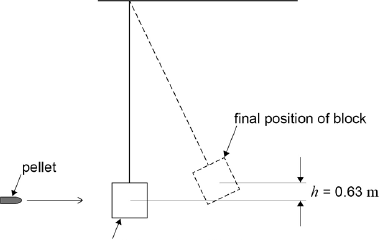 final position of block
pellet
h = 0.63 m